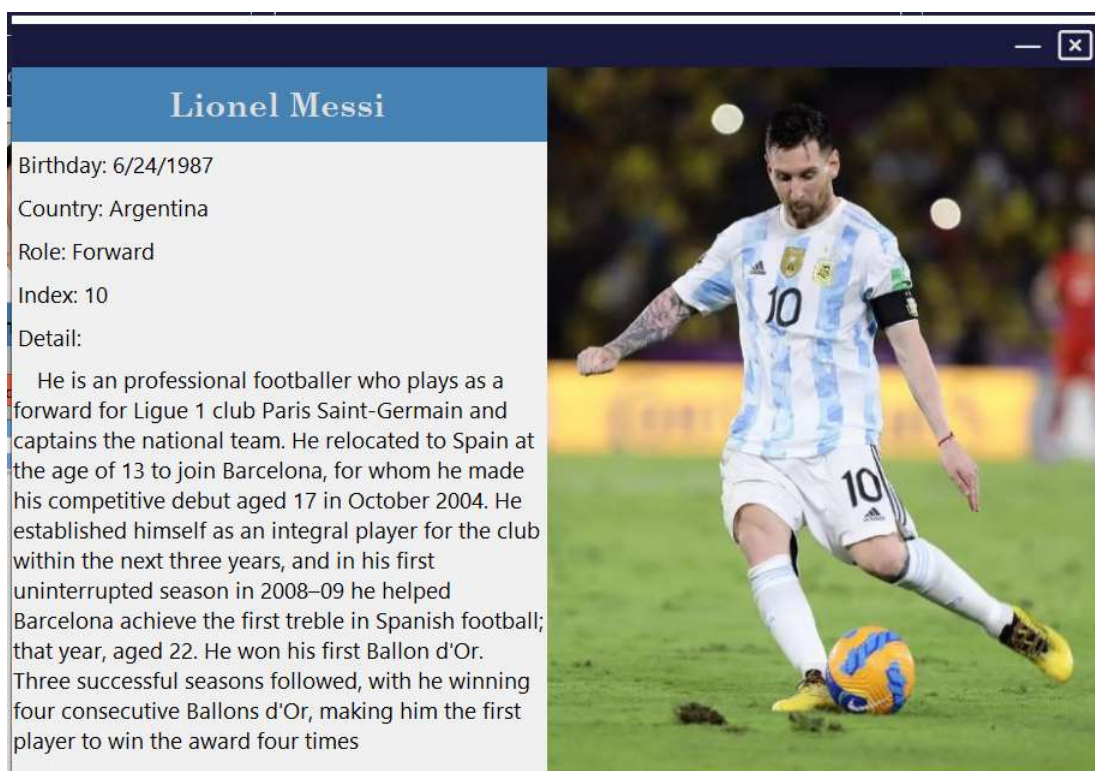 Lionel Messi
Birthday: 6/24/1987
Country: Argentina
Role: Forward
Index: 10
Detail:
He is an professional footballer who plays as a
forward for Ligue 1 club Paris Saint-Germain and
captains the national team. He relocated to Spain at
the age of 13 to join Barcelona, for whom he made
his competitive debut aged 17 in October 2004. He
established himself as an integral player for the club
within the next three years, and in his first
uninterrupted season in 2008–09 he helped
Barcelona achieve the first treble in Spanish football;
that year, aged 22. He won his first Ballon d'Or.
Three successful seasons followed, with he winning
four consecutive Ballons d'Or, making him the first
player to win the award four times
10
10